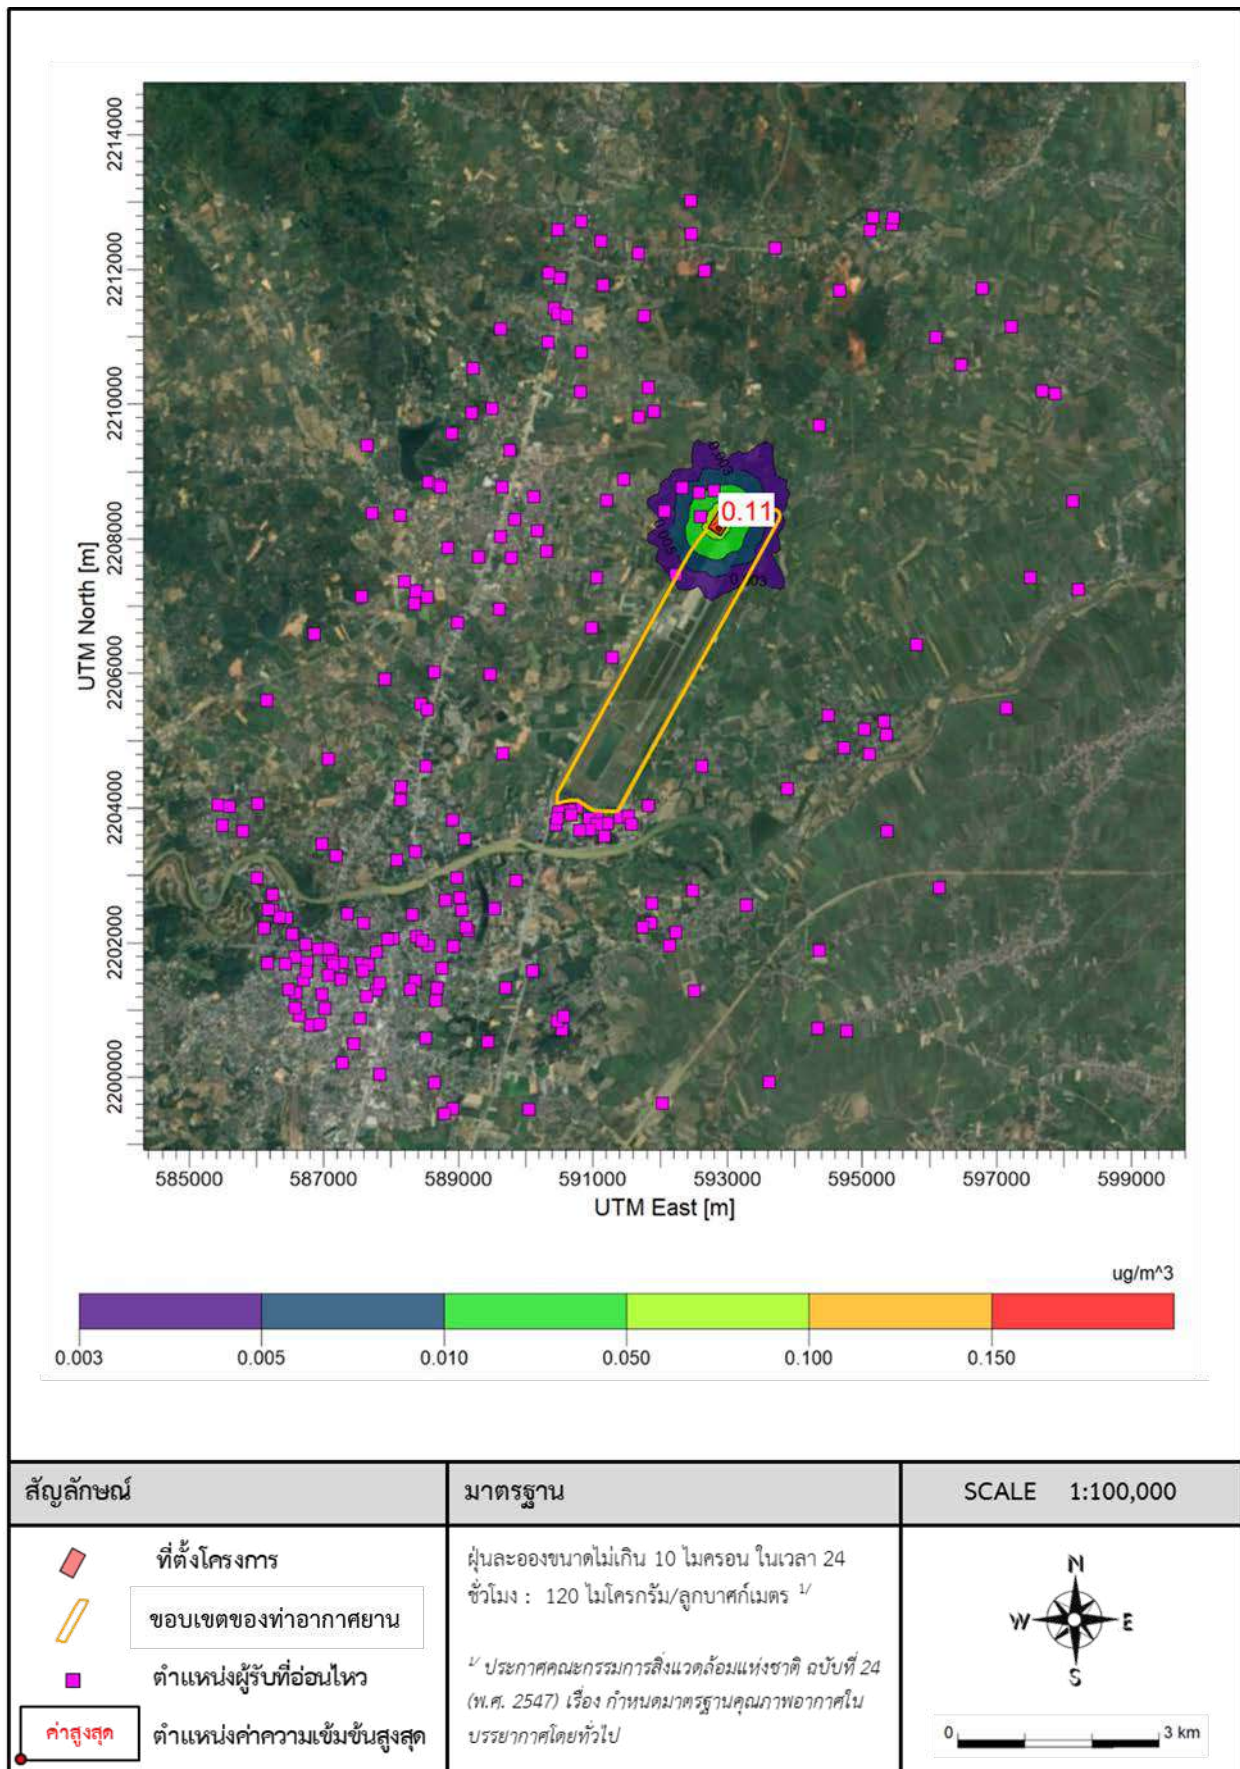 2214000
2212000
2210000
2208000
2206000
2204000
2202000
2200000
UTM North [m]
0.003
0.005
0.11
0.003
585000 587000 589000 591000 593000 595000 597000 599000
UTM East [m]
ug/m^3
0.003 0.005 0.010 0.050 0.100 0.150
สัญลักษณ์
ที่ตั้งโครงการ
ขอบเขตของท่าอากาศยาน
ตำแหน่งผู้รับที่อ่อนไหว
ค่าสูงสุด ตำแหน่งค่าความเข้มข้นสูงสุด
มาตรฐาน
ฝุ่นละอองขนาดไม่เกิน 10 ไมครอน ในเวลา 24
ชั่วโมง : 120 ไมโครกรัม/ลูกบาศก์เมตร 1/
1/ ประกาศคณะกรรมการสิ่งแวดล้อมแห่งชาติ ฉบับที่ 24
(พ.ศ. 2547) เรื่อง กำหนดมาตรฐานคุณภาพอากาศใน
บรรยากาศโดยทั่วไป
SCALE 1:100,000
N
W E
S
0 3 km